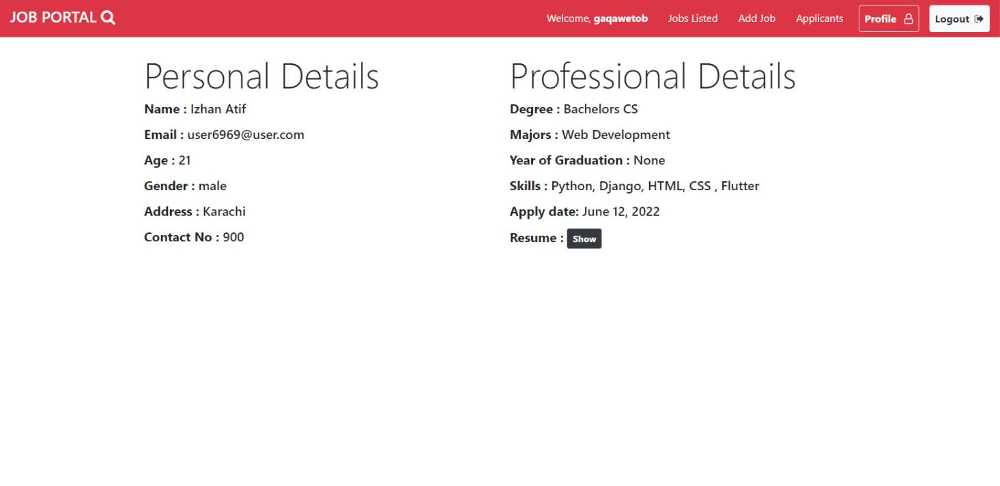 JOB PORTAL
Welcome, gaqawetob Jobs Listed Add Job Applicants Profile Logout
Personal Details
Name : Izhan Atif
Email : user6969@user.com
Age : 21
Gender : male
Address : Karachi
Contact No : 900
Professional Details
Degree : Bachelors CS
Majors : Web Development
Year of Graduation : None
Skills : Python, Django, HTML, CSS , Flutter
Apply date: June 12, 2022
Resume : Show